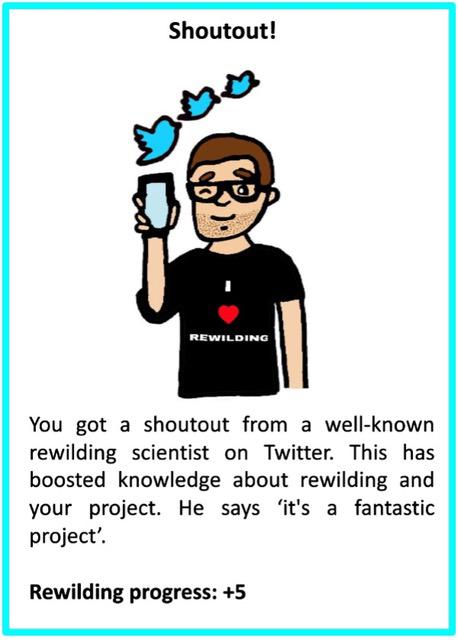 Shoutout!
I
REWILDING
You got a shoutout from a well-known
rewilding scientist on Twitter. This has
boosted knowledge about rewilding and
your project. He says ‘it's a fantastic
project’.
Rewilding progress: +5